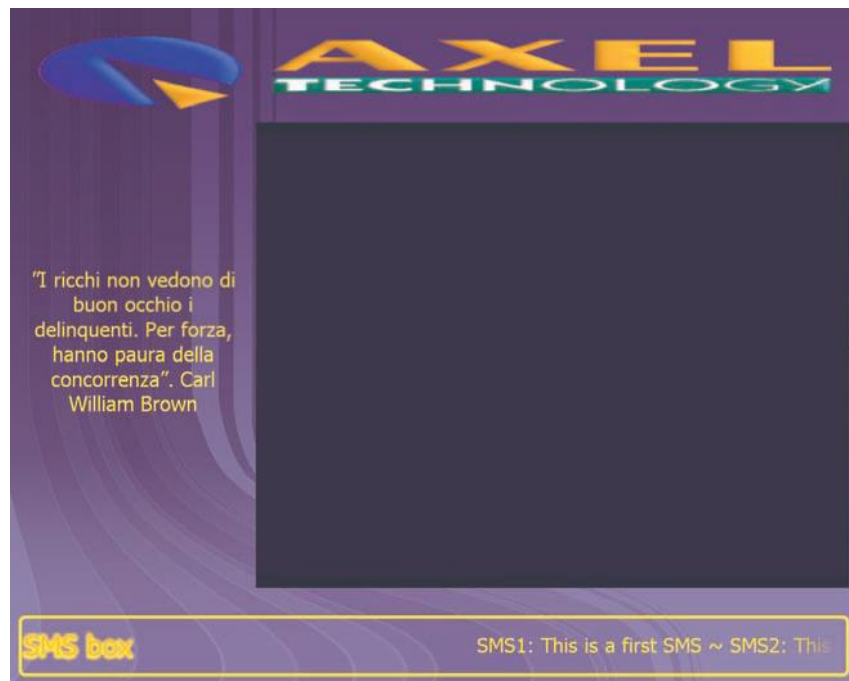 AXEL
TECHNOLOGY
"I ricchi non vedono di
buon occhio i
delinquenti. Per forza,
hanno paura della
concorrenza". Carl
William Brown
SMS box
SMS1: This is a first SMS ~ SMS2: This